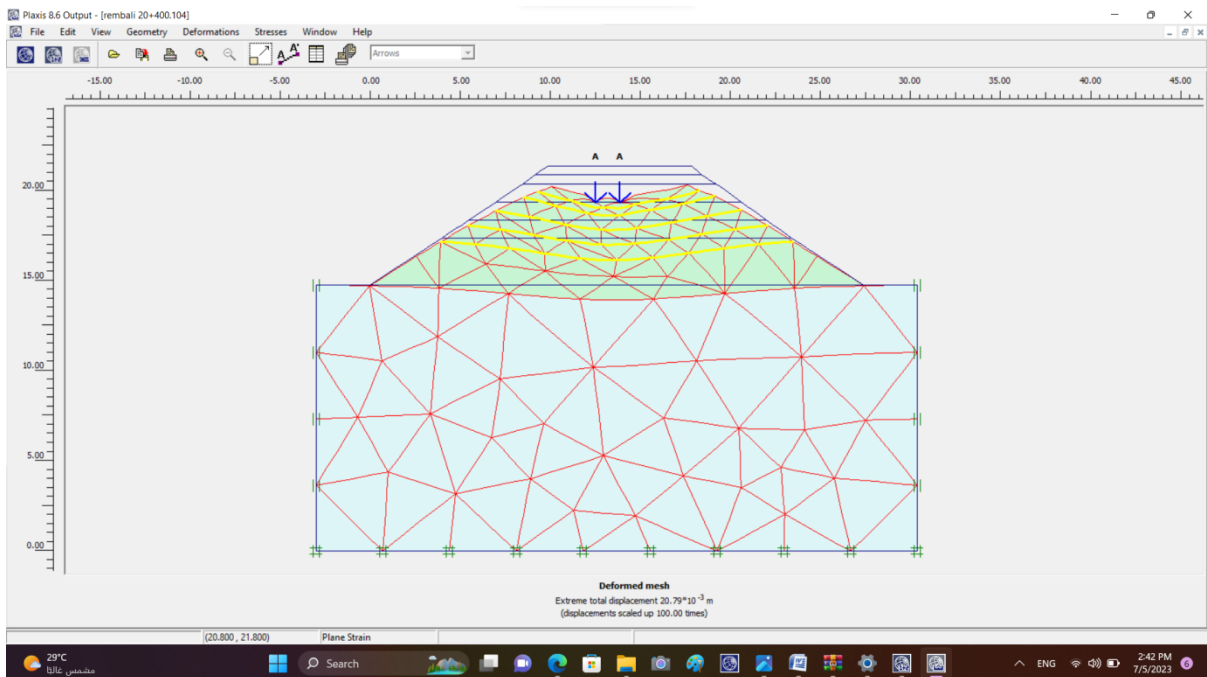 Plaxis 8.6 Output - [rembali 20+400.104]
File Edit View Geometry Deformations Stresses Window Help
Arrows
-15.00 -10.00 -5.00 0.00 5.00 10.00 15.00 20.00 25.00 30.00 35.00 40.00 45.00
A A
20.00
15.00
10.00
5.00
0.00
Deformed mesh
Extreme total displacement 20.79*10⁻³ m
(displacements scaled up 100.00 times)
(20.800 , 21.800) Plane Strain
29°C
مشمس غالبًا
Search
ENG
2:42 PM
7/5/2023
6